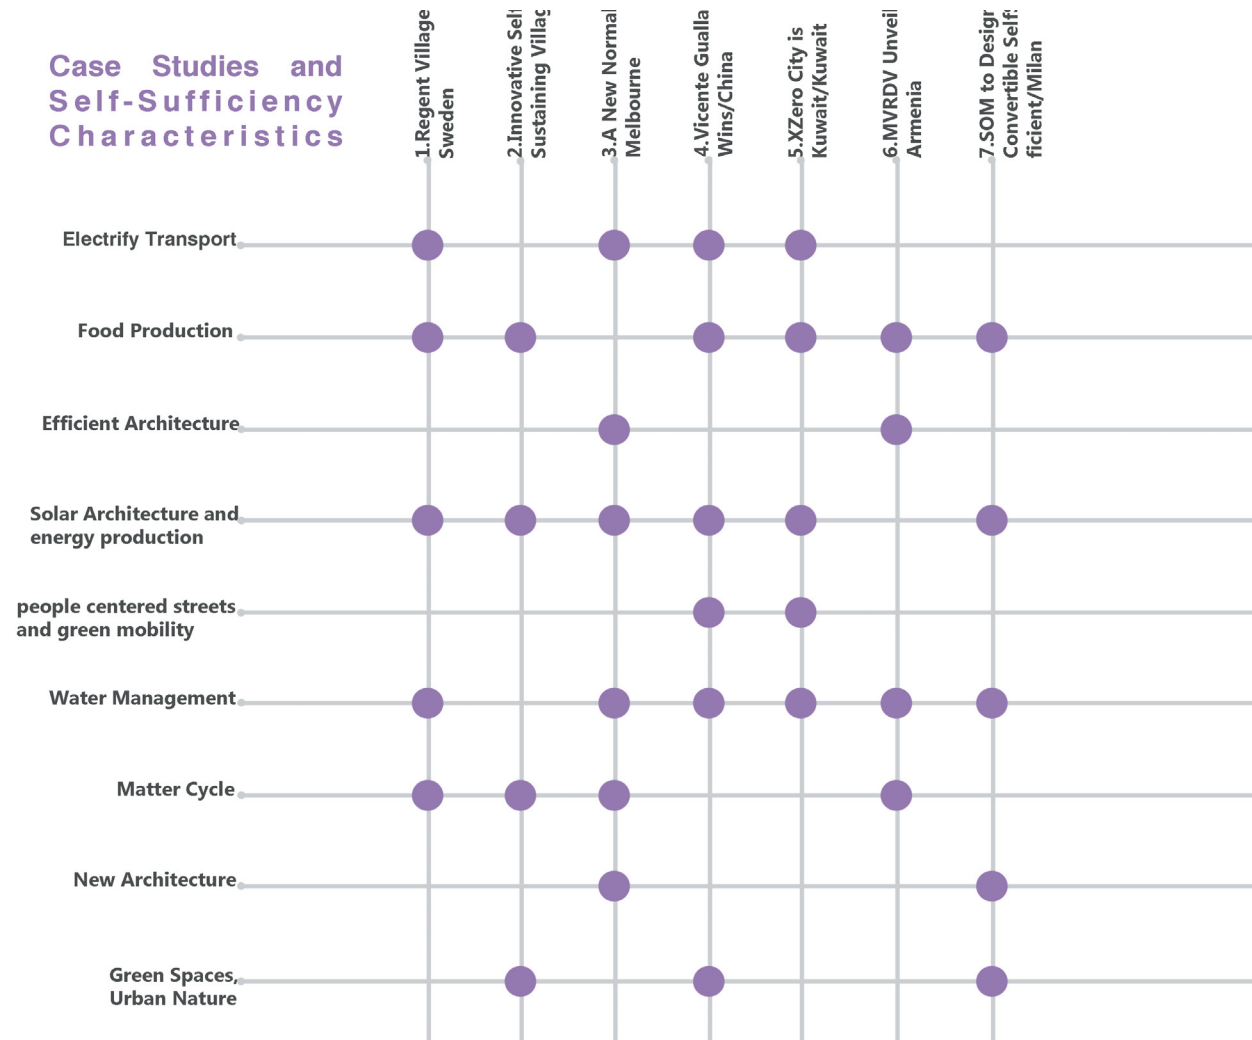 Case Studies and
Self-Sufficiency
Characteristics
1.Regent Village
Sweden
2.Innovative Self
Sustaining
3.A New Normal
Melbourne
4.Vicente Gualla
Wins/China
5.XZero City is
Kuwait/Kuwait
6.MVRDV Unveil
Armenia
7.SOM to Design
Convertible Self
ficient/Milan
Electrify Transport
Food Production
Efficient Architecture
Solar Architecture and
energy production
people centered streets
and green mobility
Water Management
Matter Cycle
New Architecture
Green Spaces,
Urban Nature